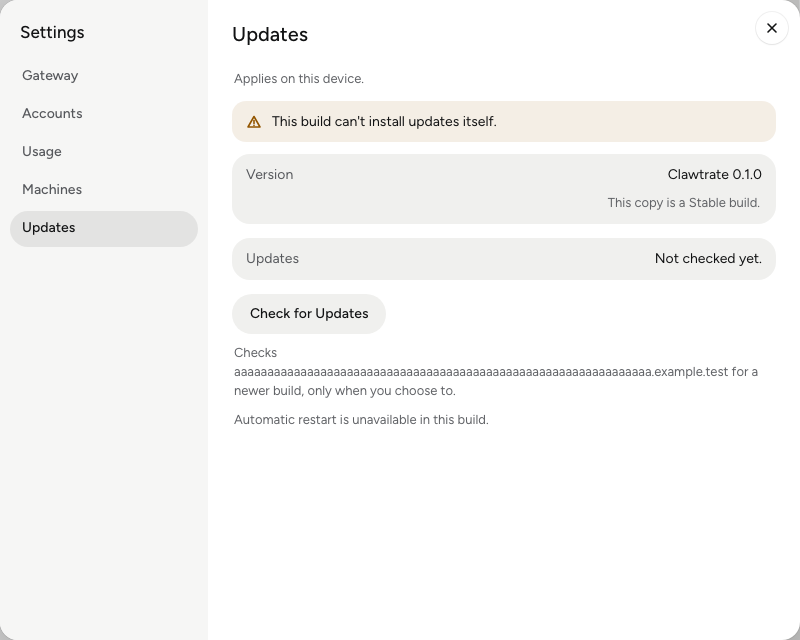 Settings
Gateway
Accounts
Usage
Machines
Updates
Updates
Applies on this device.
This build can't install updates itself.
Version
Clawtrate 0.1.0
This copy is a Stable build.
Updates
Not checked yet.
Check for Updates
Checks
aaaaaaaaaaaaaaaaaaaaaaaaaaaaaaaaaaaaaaaaaaaaaaaaaaaaaaaaaaaaaaa.example.test for a
newer build, only when you choose to.
Automatic restart is unavailable in this build.